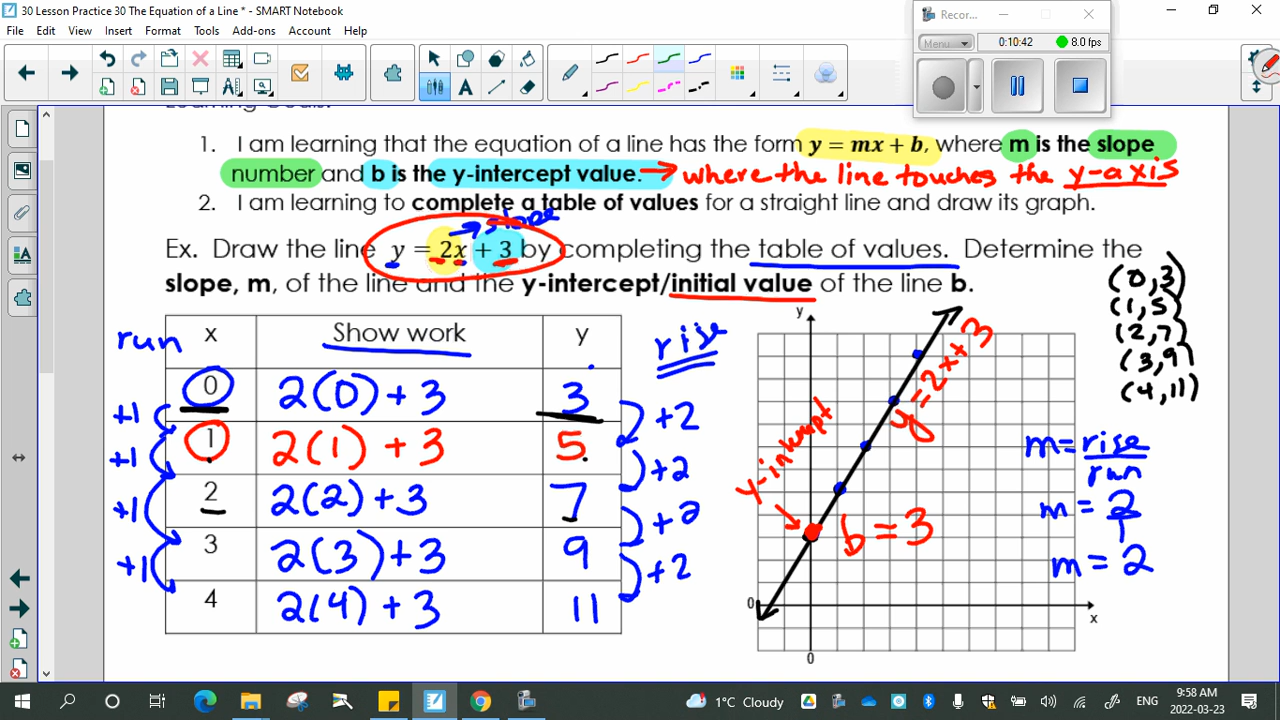 30 Lesson Practice 30 The Equation of a Line * - SMART Notebook
Recor...
File Edit View Insert Format Tools Add-ons Account Help
Menu 0:10:42 8.0 fps
Learning Goals:
1. I am learning that the equation of a line has the form y = mx + b, where m is the slope
number and b is the y-intercept value. → where the line touches the y-axis
2. I am learning to complete a table of values for a straight line and draw its graph.
→ slope
Ex. Draw the line y = 2x + 3 by completing the table of values. Determine the
slope, m, of the line and the y-intercept/initial value of the line b.
(0,3)
(1,5)
(2,7)
(3,9)
(4,11)
run x Show work y rise
0 2(0) + 3 3
+1 +2
1 2(1) + 3 5
+1 +2
2 2(2) + 3 7
+1 +2
3 2(3) + 3 9
+1 +2
4 2(4) + 3 11
y
y = 2x + 3
y-intercept
b = 3
0
x
0
m = rise
run
m = 2
1
m = 2
1°C Cloudy
ENG
9:58 AM
2022-03-23